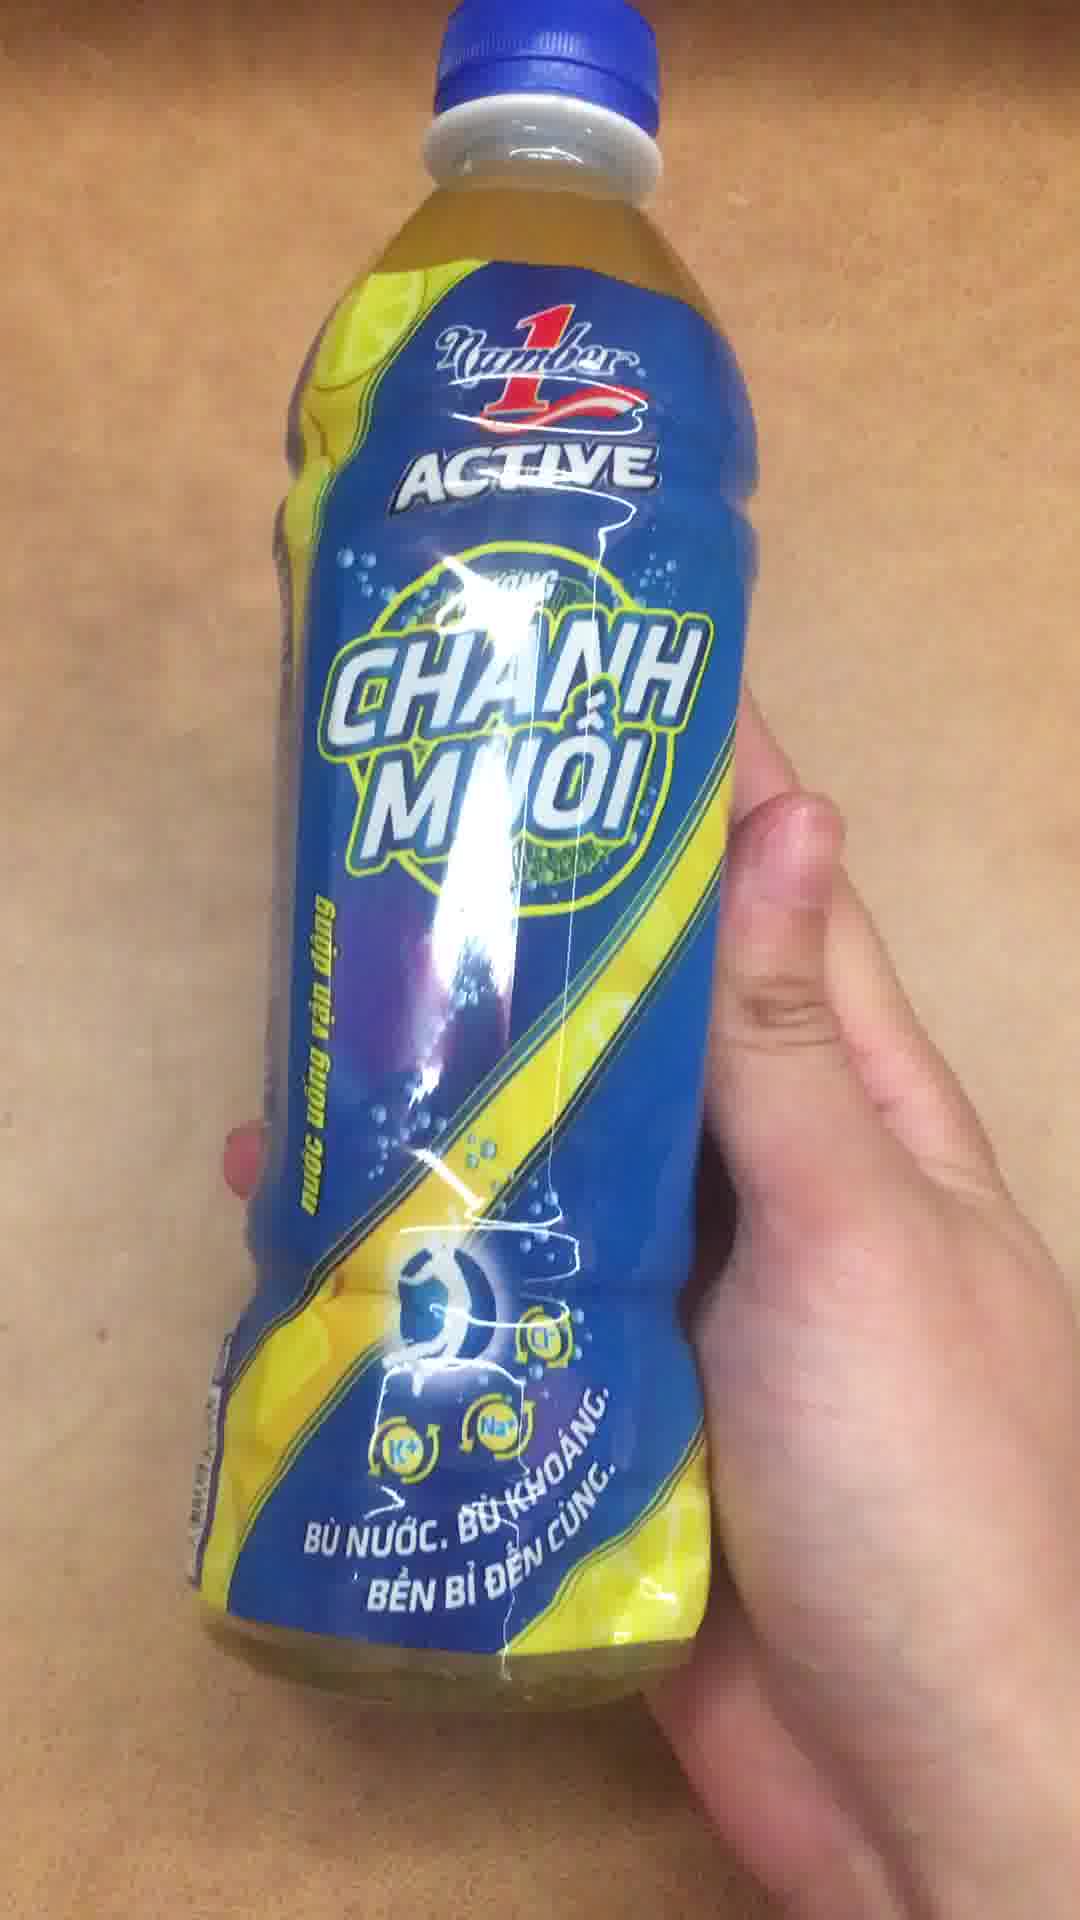 Number 1
ACTIVE
CHANH
MUỐI
nước uống vận động
Cl-
K+
Na+
BÙ NƯỚC. BÙ KHOÁNG.
BỀN BỈ ĐẾN CÙNG.